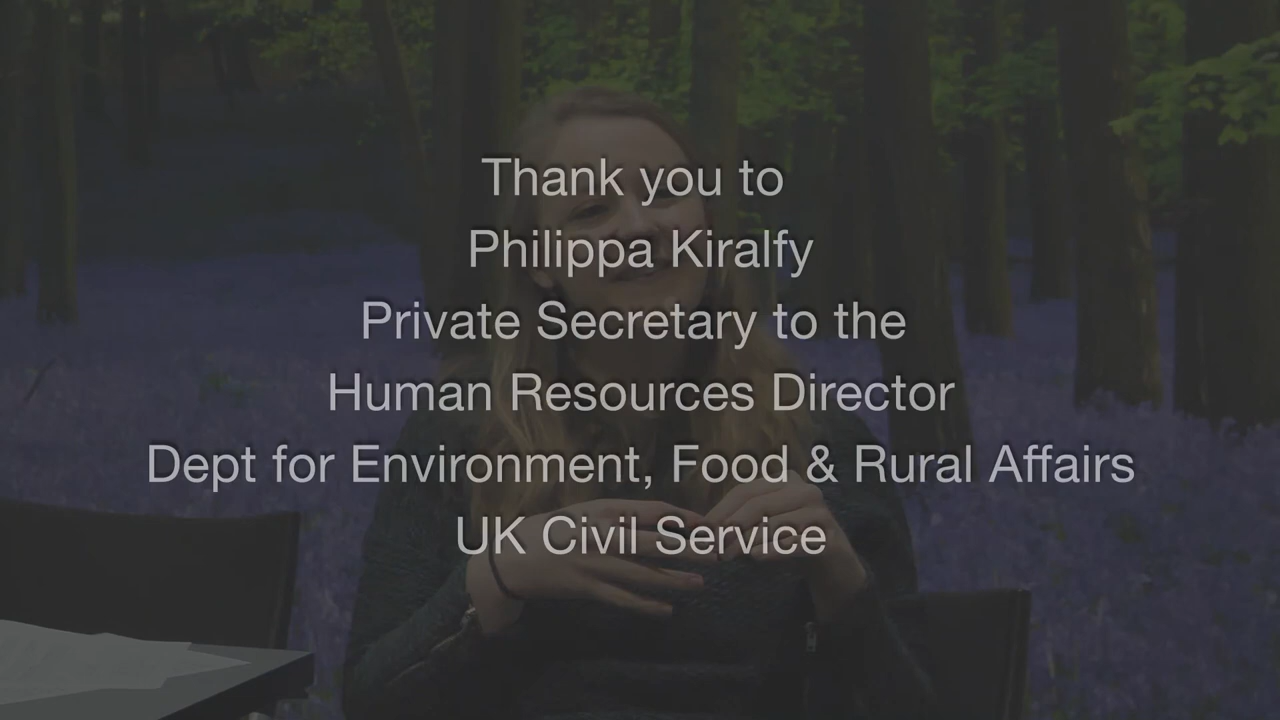 Thank you to
Philippa Kiralfy
Private Secretary to the
Human Resources Director
Dept for Environment, Food & Rural Affairs
UK Civil Service